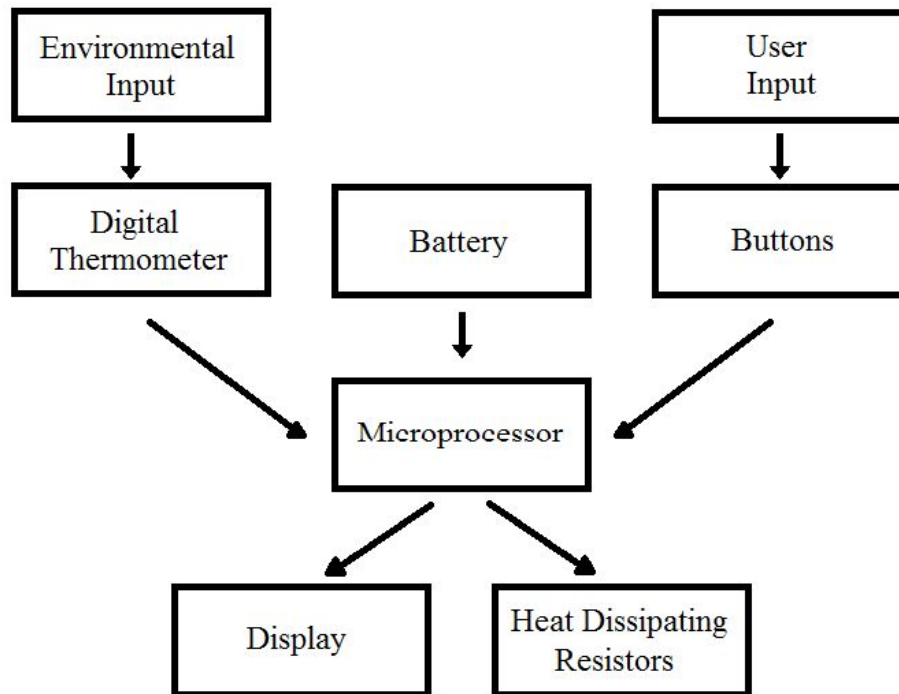 Environmental
Input
User
Input
Digital
Thermometer
Battery
Buttons
Microprocessor
Display
Heat Dissipating
Resistors